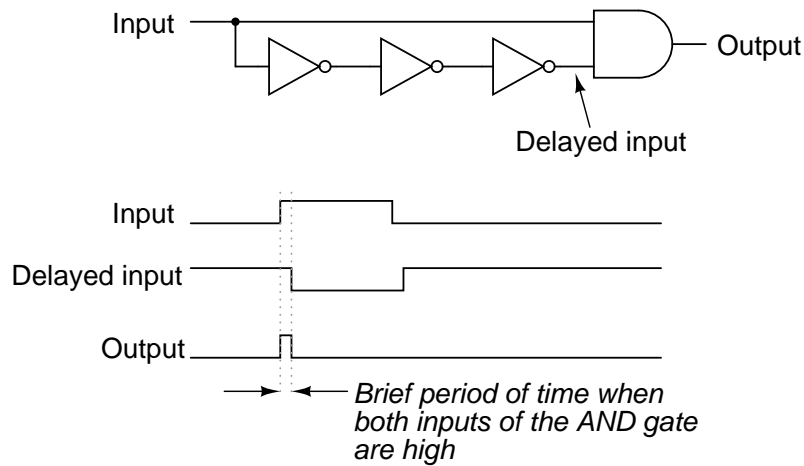 Input
Output
Delayed input
Input
Delayed input
Output
Brief period of time when
both inputs of the AND gate
are high